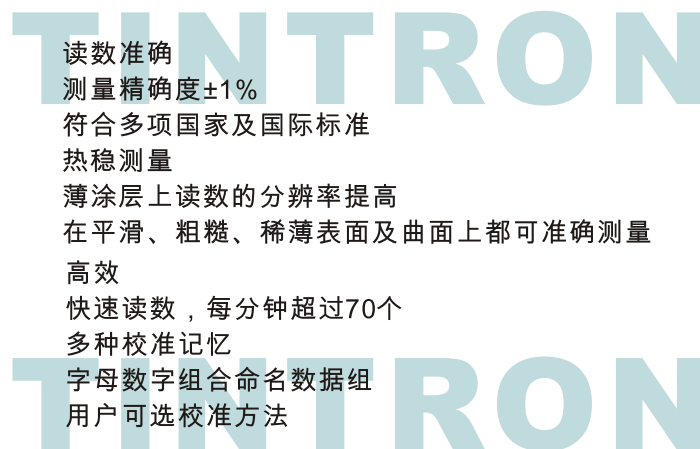 TINTRON
读数准确
测量精确度±1%
符合多项国家及国际标准
热稳测量
薄涂层上读数的分辨率提高
在平滑、粗糙、稀薄表面及曲面上都可准确测量
高效
快速读数，每分钟超过70个
多种校准记忆
TINTRON
字母数字组合命名数据组
用户可选校准方法